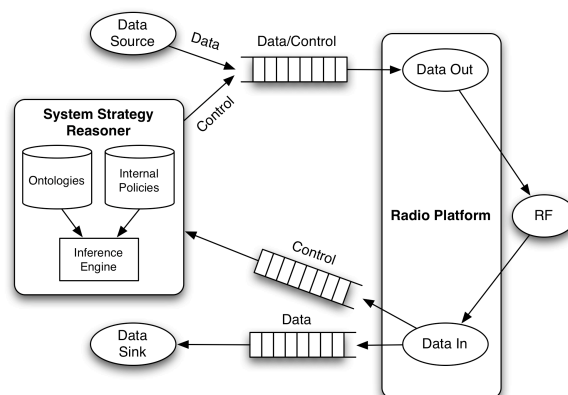 Data
Source
Data
Data/Control
Data Out
Control
System Strategy
Reasoner
Ontologies
Internal
Policies
Inference
Engine
Radio Platform
RF
Control
Data
Sink
Data
Data In